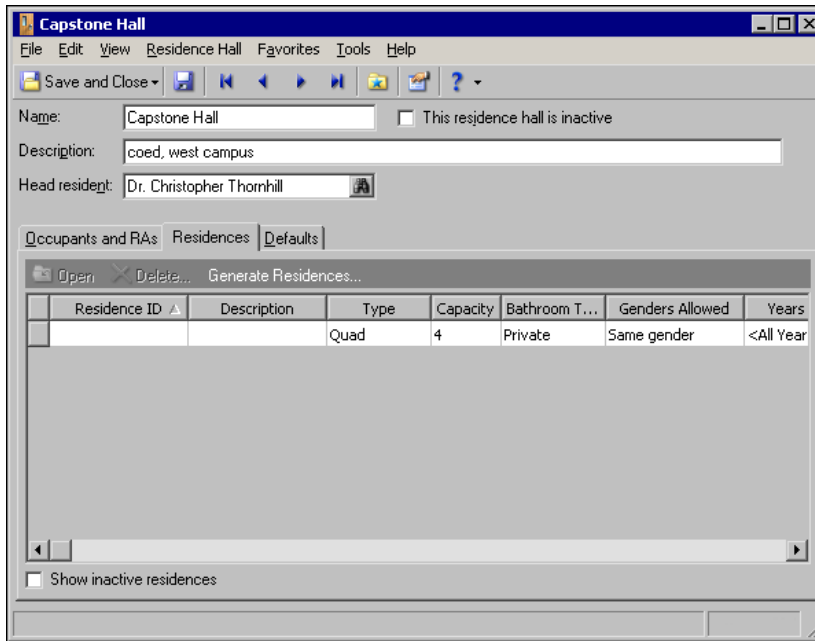 Capstone Hall
File Edit View Residence Hall Favorites Tools Help
Save and Close ?
Name: Capstone Hall This residence hall is inactive
Description: coed, west campus
Head resident: Dr. Christopher Thornhill
Occupants and RAs Residences Defaults
Open Delete... Generate Residences...
Residence ID Description Type Capacity Bathroom T... Genders Allowed Years
Quad 4 Private Same gender <All Year
Show inactive residences